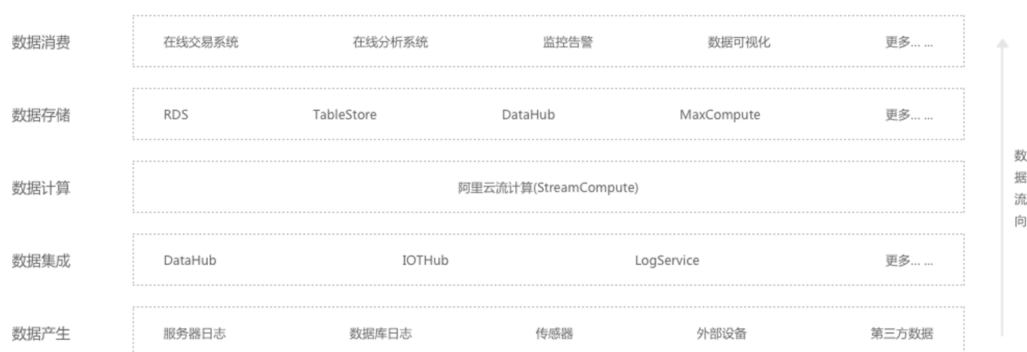 数据消费 在线交易系统 在线分析系统 监控告警 数据可视化 更多... ...
数据存储 RDS TableStore DataHub MaxCompute 更多... ...
数据计算 阿里云流计算(StreamCompute)
数据集成 DataHub IOTHub LogService 更多... ...
数据产生 服务器日志 数据库日志 传感器 外部设备 第三方数据
数据流向